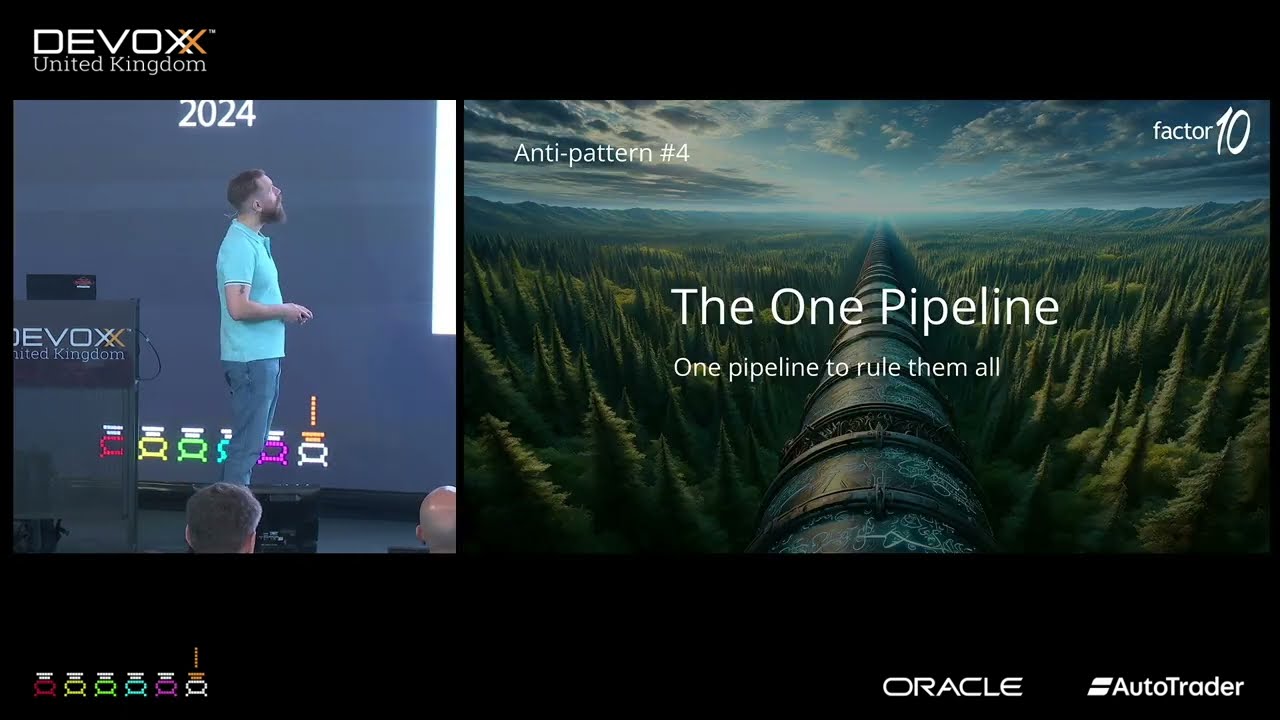 DEVOXX™
United Kingdom
2024
DEVOXX™
United Kingdom
factor10
Anti-pattern #4
The One Pipeline
One pipeline to rule them all
ORACLE
AutoTrader